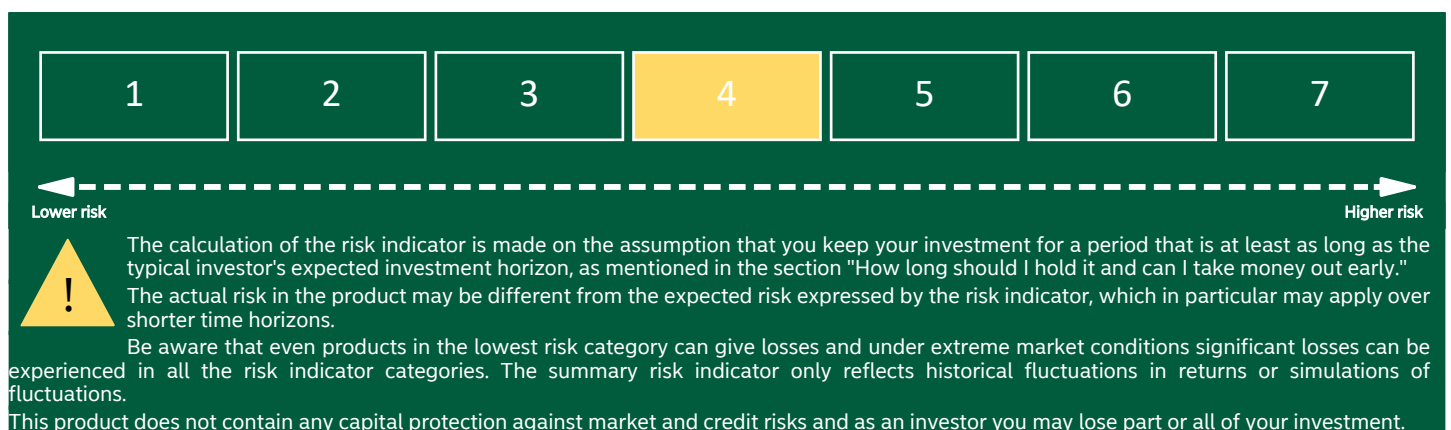 1 2 3 4 5 6 7
Lower risk Higher risk
The calculation of the risk indicator is made on the assumption that you keep your investment for a period that is at least as long as the
typical investor's expected investment horizon, as mentioned in the section "How long should I hold it and can I take money out early."
!
The actual risk in the product may be different from the expected risk expressed by the risk indicator, which in particular may apply over
shorter time horizons.
Be aware that even products in the lowest risk category can give losses and under extreme market conditions significant losses can be
experienced in all the risk indicator categories. The summary risk indicator only reflects historical fluctuations in returns or simulations of
fluctuations.
This product does not contain any capital protection against market and credit risks and as an investor you may lose part or all of your investment.